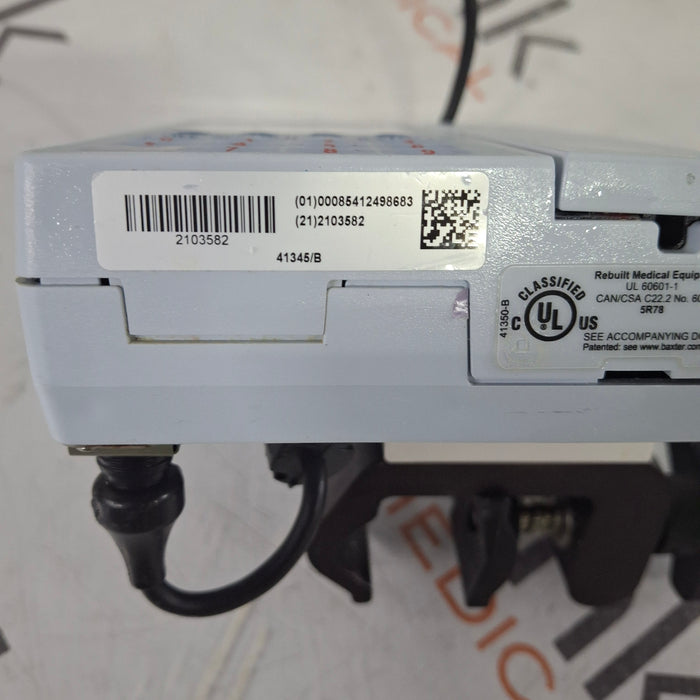 (01)00085412498683
(21)2103582
2103582
41345/B
Rebuilt Medical Equip
CLASSIFIED
UL 60601-1
CAN/CSA C22.2 No. 60
5R78
C UL US
41350-B
SEE ACCOMPANYING D
Patented: see www.baxter.com
MEDICA